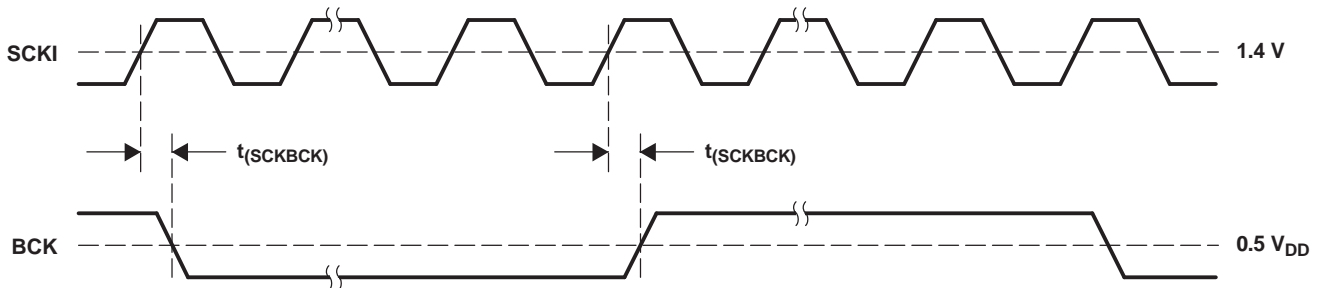 SCKI
1.4 V
t(SCKBCK)
t(SCKBCK)
BCK
0.5 VDD